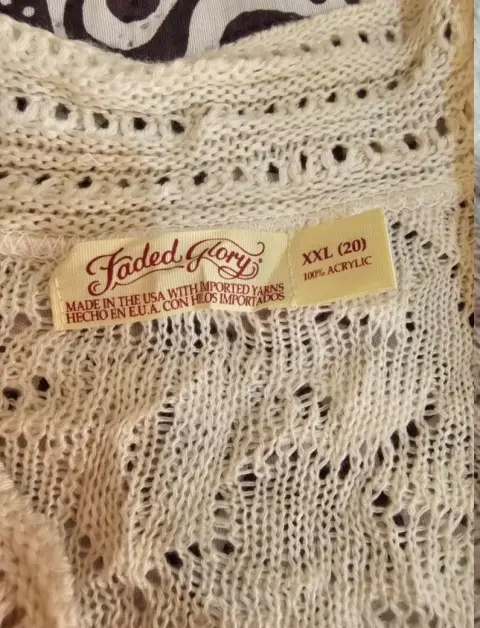 Faded Glory®
MADE IN THE USA WITH IMPORTED YARNS
HECHO EN E.U.A. CON HILOS IMPORTADOS
XXL (20)
100% ACRYLIC